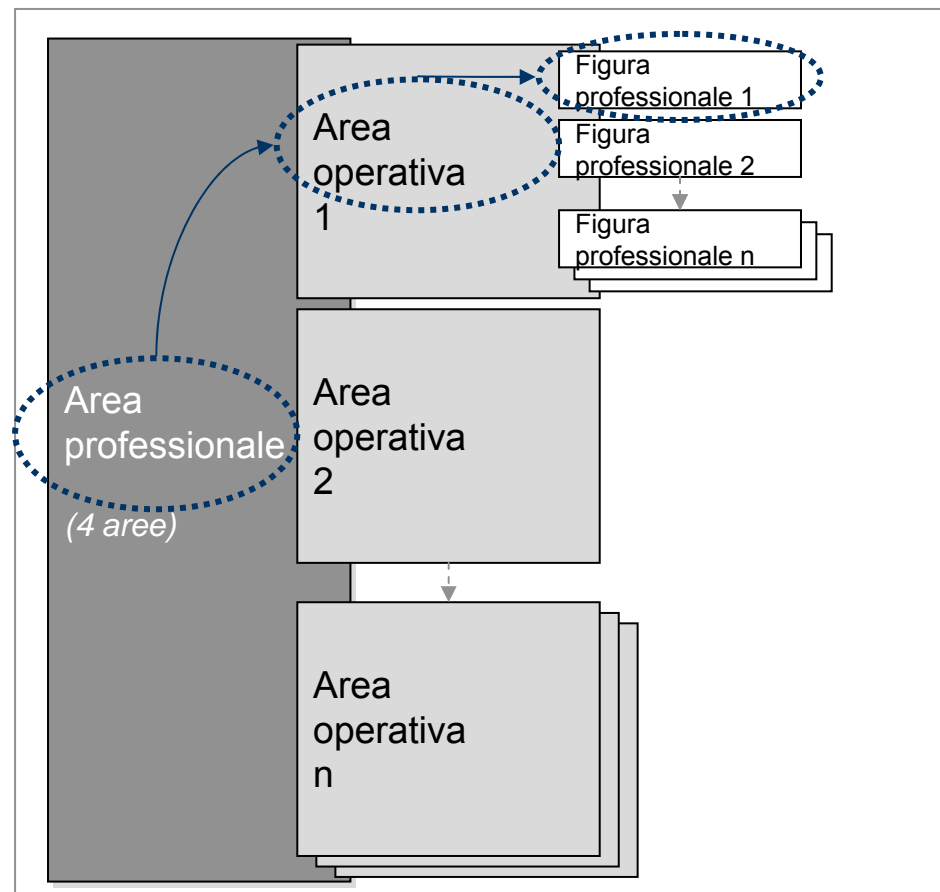 Figura
professionale 1
Area
operativa
1
Figura
professionale 2
Figura
professionale n
Area
professionale
(4 aree)
Area
operativa
2
Area
operativa
n